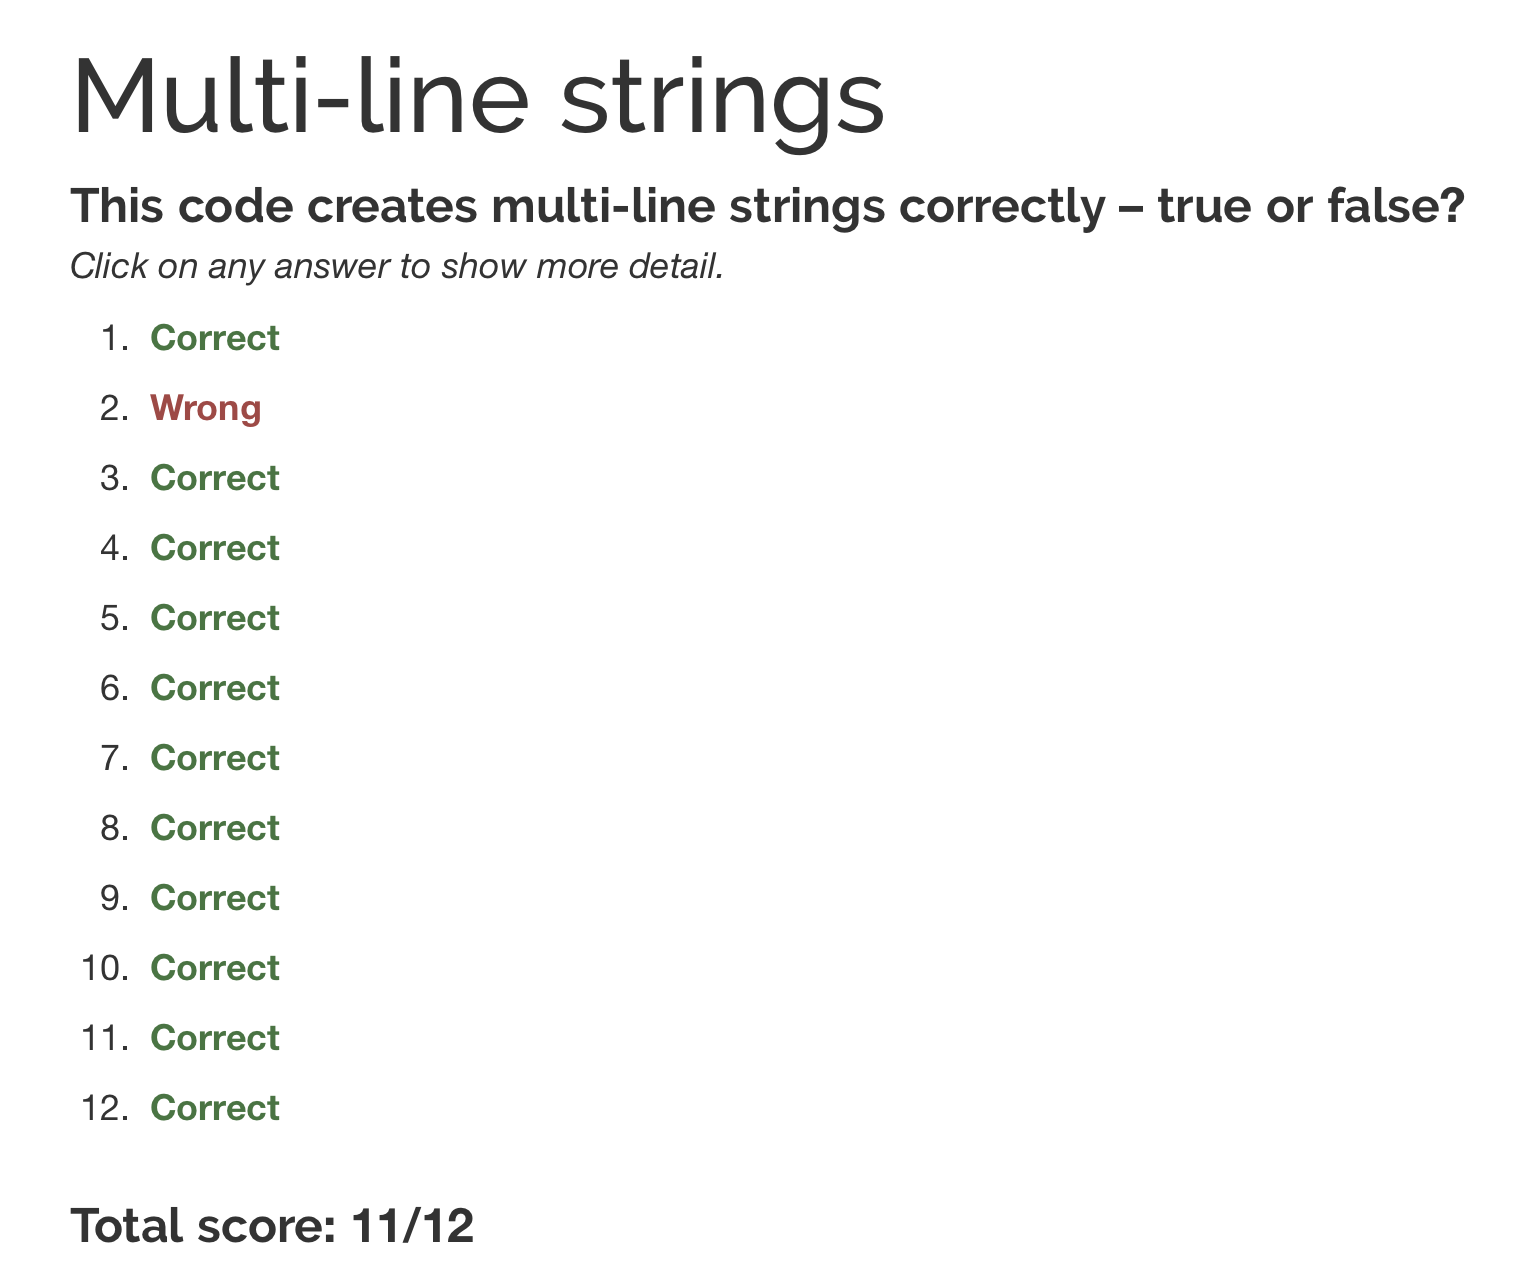 Multi-line strings
This code creates multi-line strings correctly – true or false?
Click on any answer to show more detail.
1. Correct
2. Wrong
3. Correct
4. Correct
5. Correct
6. Correct
7. Correct
8. Correct
9. Correct
10. Correct
11. Correct
12. Correct
Total score: 11/12